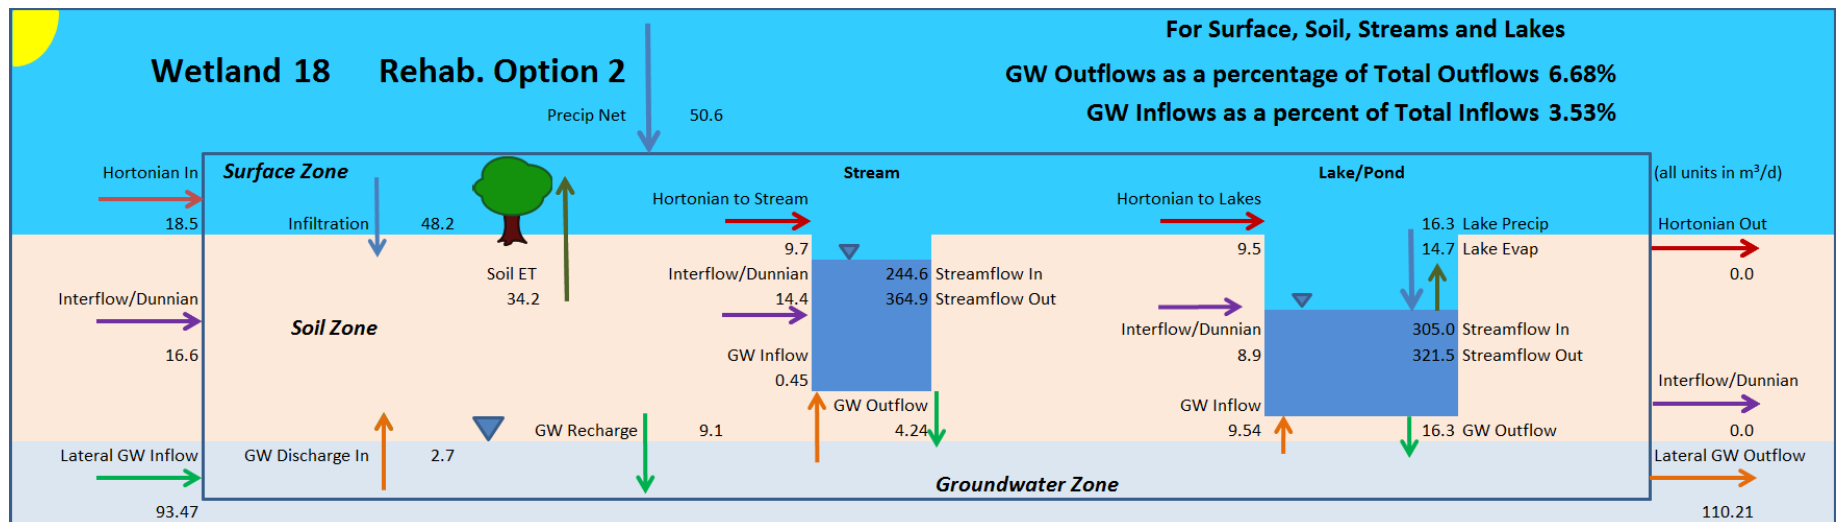 For Surface, Soil, Streams and Lakes
Wetland 18 Rehab. Option 2
GW Outflows as a percentage of Total Outflows 6.68%
GW Inflows as a percent of Total Inflows 3.53%
Precip Net 50.6
Hortonian In
Surface Zone
Stream
Lake/Pond
(all units in m³/d)
Hortonian to Stream
Hortonian to Lakes
18.5
Infiltration 48.2
16.3 Lake Precip
Hortonian Out
9.7
9.5
14.7 Lake Evap
Soil ET
Interflow/Dunnian
244.6 Streamflow In
0.0
Interflow/Dunnian
34.2
14.4
364.9 Streamflow Out
Soil Zone
Interflow/Dunnian
305.0 Streamflow In
16.6
GW Inflow
8.9
321.5 Streamflow Out
0.45
Interflow/Dunnian
GW Outflow
GW Inflow
GW Recharge 9.1
4.24
9.54
16.3 GW Outflow
0.0
Lateral GW Inflow
GW Discharge In 2.7
Lateral GW Outflow
Groundwater Zone
93.47
110.21